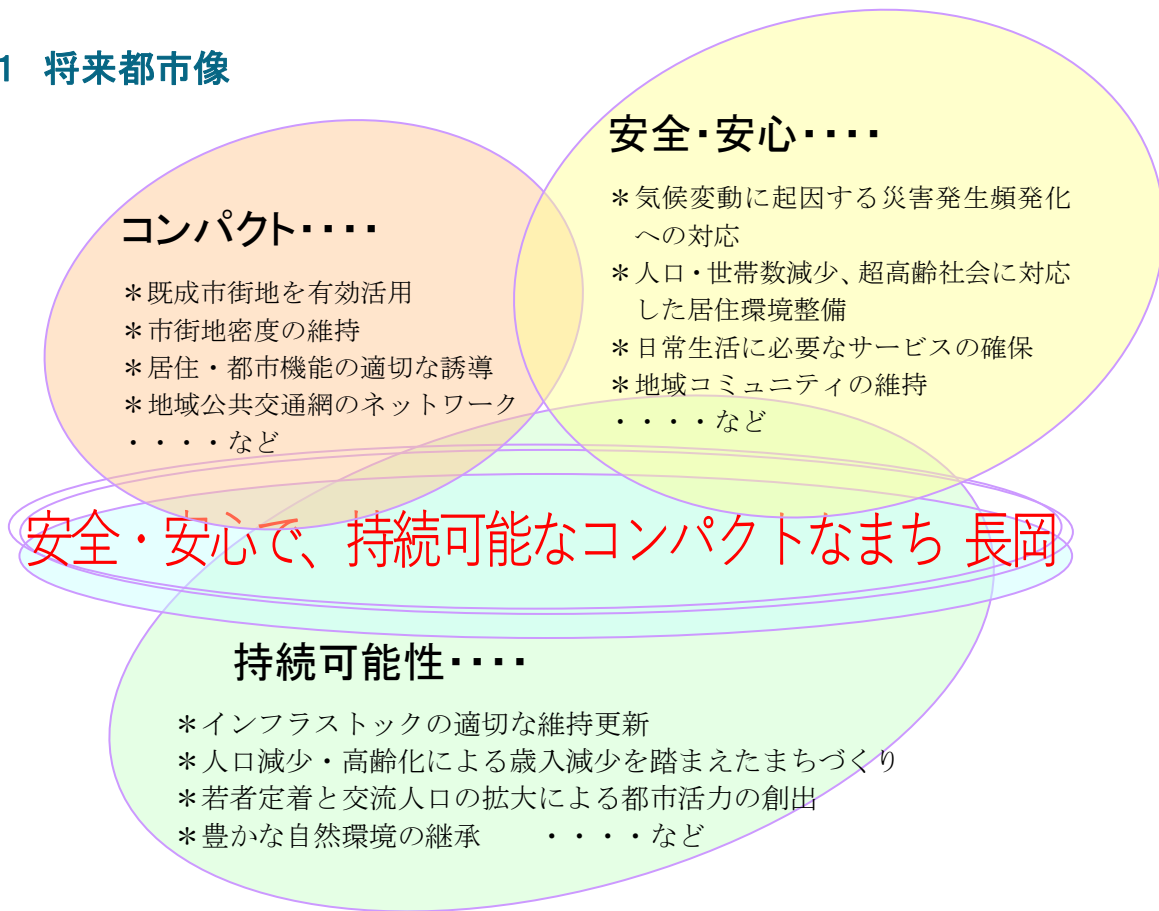 1 将来都市像
コンパクト････
＊既成市街地を有効活用
＊市街地密度の維持
＊居住・都市機能の適切な誘導
＊地域公共交通網のネットワーク
・・・・など
安全・安心････
＊気候変動に起因する災害発生頻発化
への対応
＊人口・世帯数減少、超高齢社会に対応
した居住環境整備
＊日常生活に必要なサービスの確保
＊地域コミュニティの維持
・・・・など
安全・安心で、持続可能なコンパクトなまち 長岡
持続可能性････
＊インフラストックの適切な維持更新
＊人口減少・高齢化による歳入減少を踏まえたまちづくり
＊若者定着と交流人口の拡大による都市活力の創出
＊豊かな自然環境の継承　　・・・・など